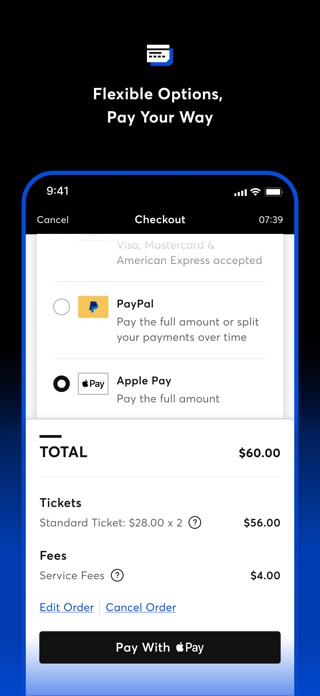 Flexible Options,
Pay Your Way
9:41
Cancel Checkout 07:39
Visa, Mastercard &
American Express accepted
PayPal
Pay the full amount or split
your payments over time
Pay Apple Pay
Pay the full amount
TOTAL $60.00
Tickets
Standard Ticket: $28.00 x 2 ? $56.00
Fees
Service Fees ? $4.00
Edit Order Cancel Order
Pay With Pay